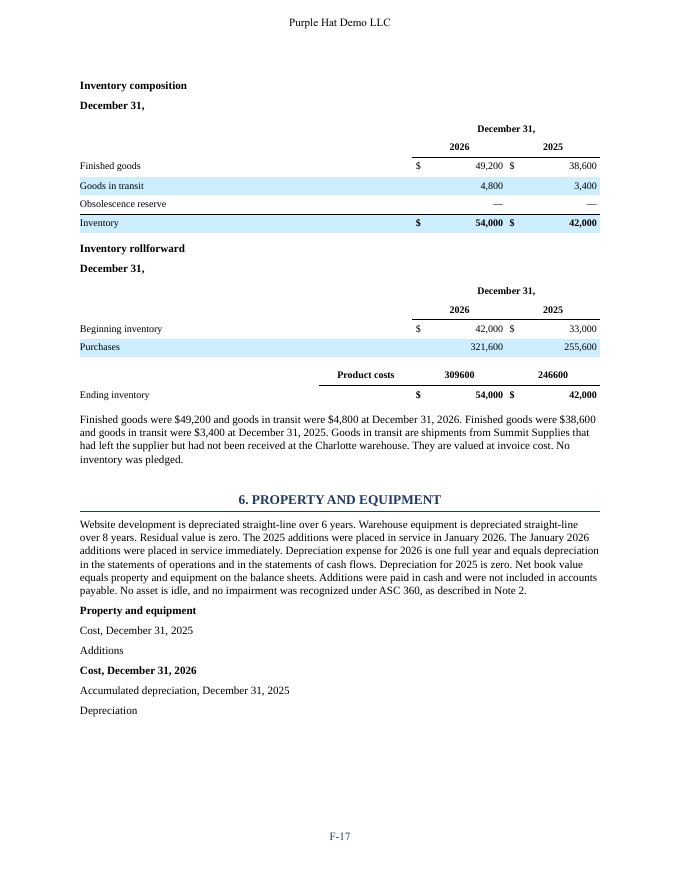 Purple Hat Demo LLC
Inventory composition
December 31,
December 31,
2026 2025
Finished goods $ 49,200 $ 38,600
Goods in transit 4,800 3,400
Obsolescence reserve — —
Inventory $ 54,000 $ 42,000
Inventory rollforward
December 31,
December 31,
2026 2025
Beginning inventory $ 42,000 $ 33,000
Purchases 321,600 255,600
Product costs 309600 246600
Ending inventory $ 54,000 $ 42,000
Finished goods were $49,200 and goods in transit were $4,800 at December 31, 2026. Finished goods were $38,600
and goods in transit were $3,400 at December 31, 2025. Goods in transit are shipments from Summit Supplies that
had left the supplier but had not been received at the Charlotte warehouse. They are valued at invoice cost. No
inventory was pledged.
6. PROPERTY AND EQUIPMENT
Website development is depreciated straight-line over 6 years. Warehouse equipment is depreciated straight-line
over 8 years. Residual value is zero. The 2025 additions were placed in service in January 2026. The January 2026
additions were placed in service immediately. Depreciation expense for 2026 is one full year and equals depreciation
in the statements of operations and in the statements of cash flows. Depreciation for 2025 is zero. Net book value
equals property and equipment on the balance sheets. Additions were paid in cash and were not included in accounts
payable. No asset is idle, and no impairment was recognized under ASC 360, as described in Note 2.
Property and equipment
Cost, December 31, 2025
Additions
Cost, December 31, 2026
Accumulated depreciation, December 31, 2025
Depreciation
F-17